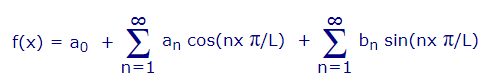 f(x) = a₀ + ∞∑n=1 aₙ cos(nx π/L) + ∞∑n=1 bₙ sin(nx π/L)